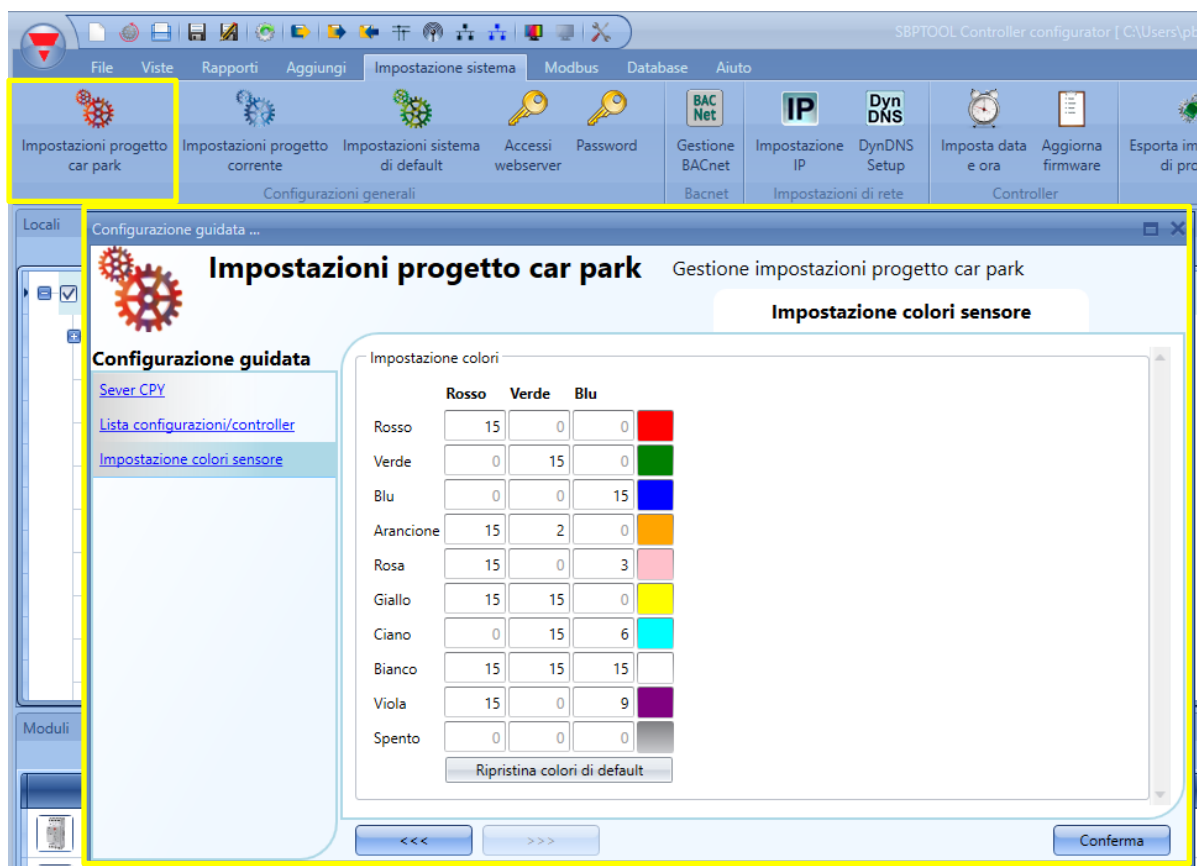 SBPTOOL Controller configurator [ C:\Users\pb
File Viste Rapporti Aggiungi Impostazione sistema Modbus Database Aiuto
BAC Net IP Dyn DNS
Impostazioni progetto car park
Impostazioni progetto corrente
Impostazioni sistema di default
Accessi webserver
Password
Gestione BACnet
Impostazione IP
DynDNS Setup
Imposta data e ora
Aggiorna firmware
Esporta im
di pro
Configurazioni generali Bacnet Impostazioni di rete Controller
Locali
Configurazione guidata ...
Impostazioni progetto car park Gestione impostazioni progetto car park
Impostazione colori sensore
Configurazione guidata
Sever CPY
Lista configurazioni/controller
Impostazione colori sensore
Impostazione colori
Rosso Verde Blu
Rosso 15 0 0
Verde 0 15 0
Blu 0 0 15
Arancione 15 2 0
Rosa 15 0 3
Giallo 15 15 0
Ciano 0 15 6
Bianco 15 15 15
Viola 15 0 9
Spento 0 0 0
Ripristina colori di default
Moduli
<<< >>> Conferma